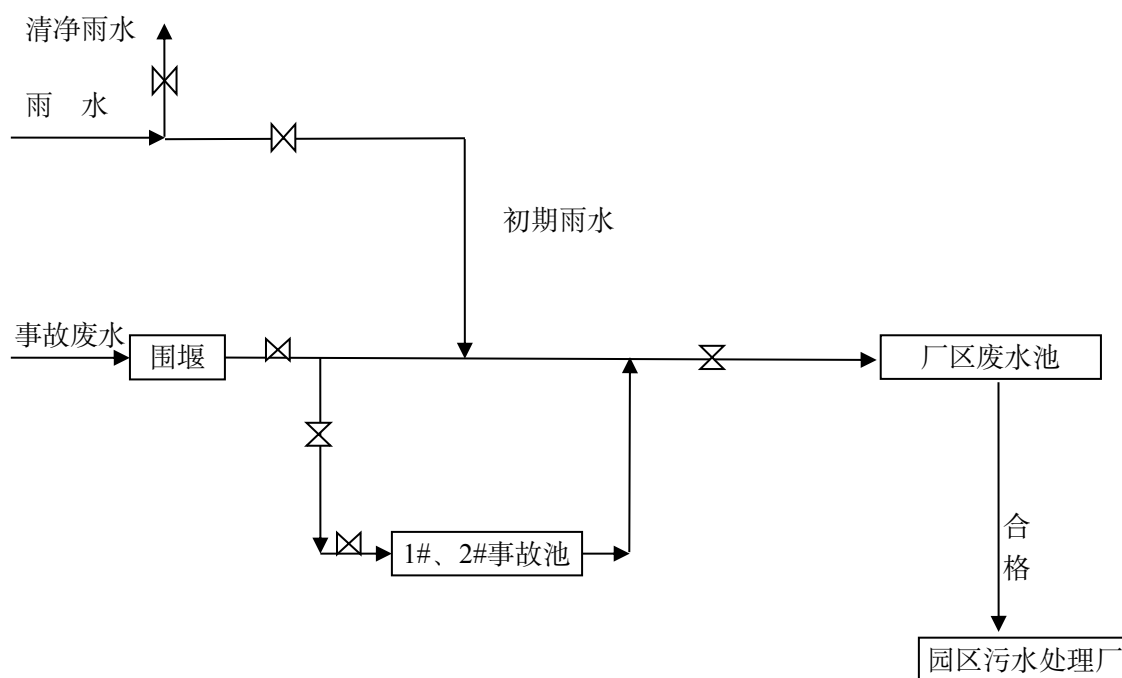 清净雨水
雨 水
初期雨水
事故废水
围堰
厂区废水池
1#、2#事故池
合
格
园区污水处理厂